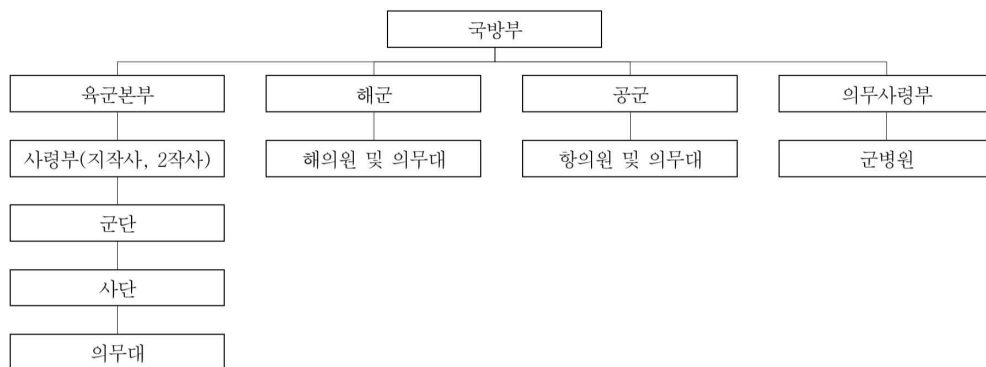 국방부
육군본부
해군
공군
의무사령부
사령부(지작사, 2작사)
해의원 및 의무대
항의원 및 의무대
군병원
군단
사단
의무대